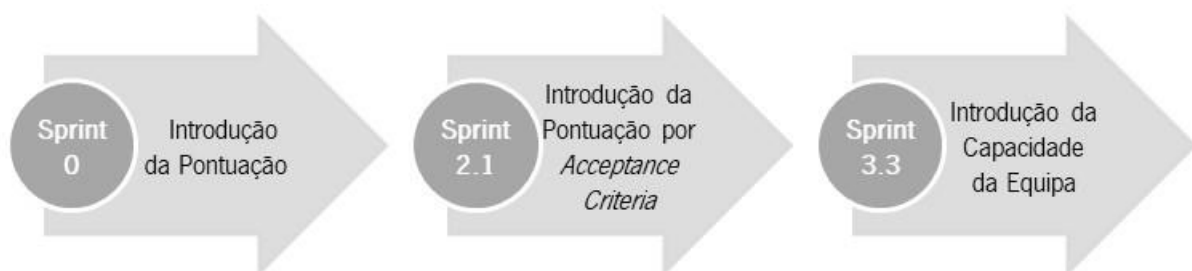 Sprint
0
Introdução
da Pontuação
Sprint
2.1
Introdução da
Pontuação por
Acceptance
Criteria
Sprint
3.3
Introdução da
Capacidade
da Equipa